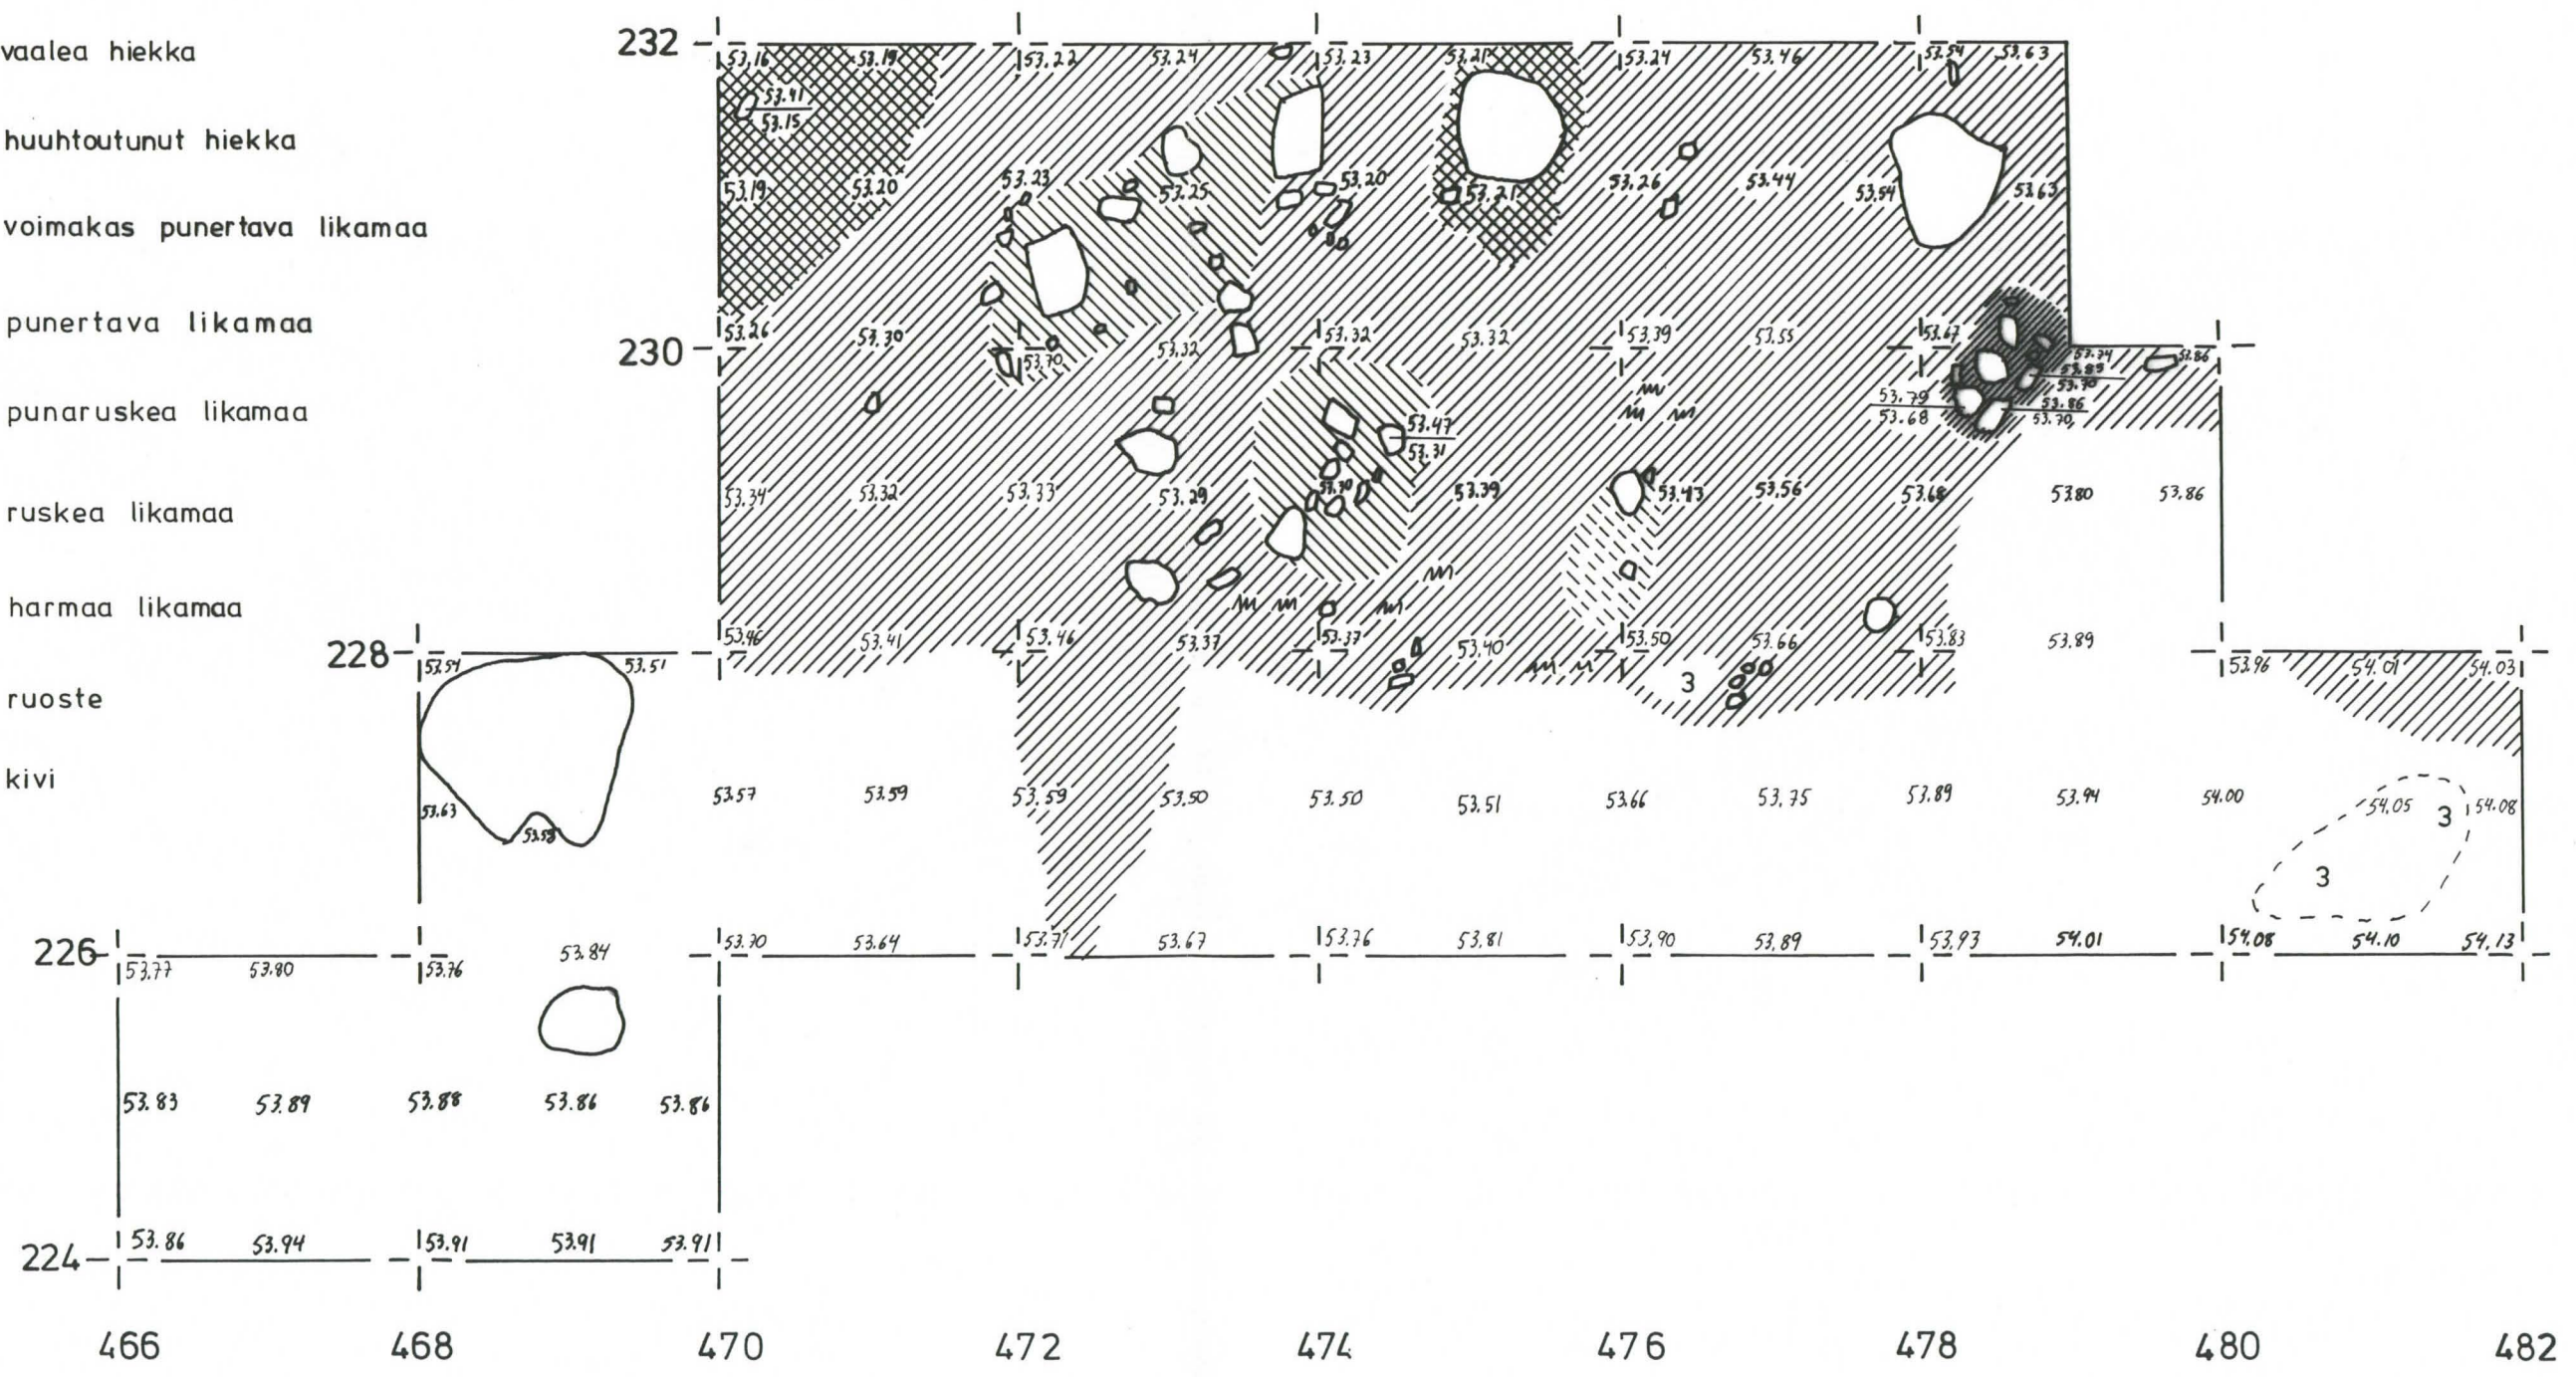 vaalea hiekka
huuhtoutunut hiekka
voimakas punertava likamaa
punertava likamaa
punaruskea likamaa
ruskea likamaa
harmaa likamaa
ruoste
kivi
232
53,16 53.19 53.22 53.24 53.23 53.21 53.24 53.46 53.54 53.63
53.41
53.15
53.19 53.20 53.23 53.25 53.20 53.21 53.26 53.44 53.54 53.63
230
53.26 53.30 53.32 53.32 53.32 53.39 53.55 53.67
53.74 53.86
53.85
53.70
53.79
53.68
53.86
53.70
53.47
53.31
53.34 53.32 53.33 53.29 53.30 53.39 53.43 53.56 53.68 53.80 53.86
228
53.46 53.41 53.46 53.37 53.37 53.40 53.50 53.66 53.83 53.89
53.54 53.51 53.96 54.01 54.03
3
53.57 53.59 53.59 53.50 53.50 53.51 53.66 53.75 53.89 53.94 54.00 54.05 54.08
3
53.63 53.58
3
226
53.70 53.64 53.71 53.67 53.76 53.81 53.90 53.89 53.93 54.01 54.08 54.10 54.13
53.77 53.80 53.76 53.84
53.83 53.89 53.88 53.86 53.86
224
53.86 53.94 53.91 53.91 53.91
466 468 470 472 474 476 478 480 482